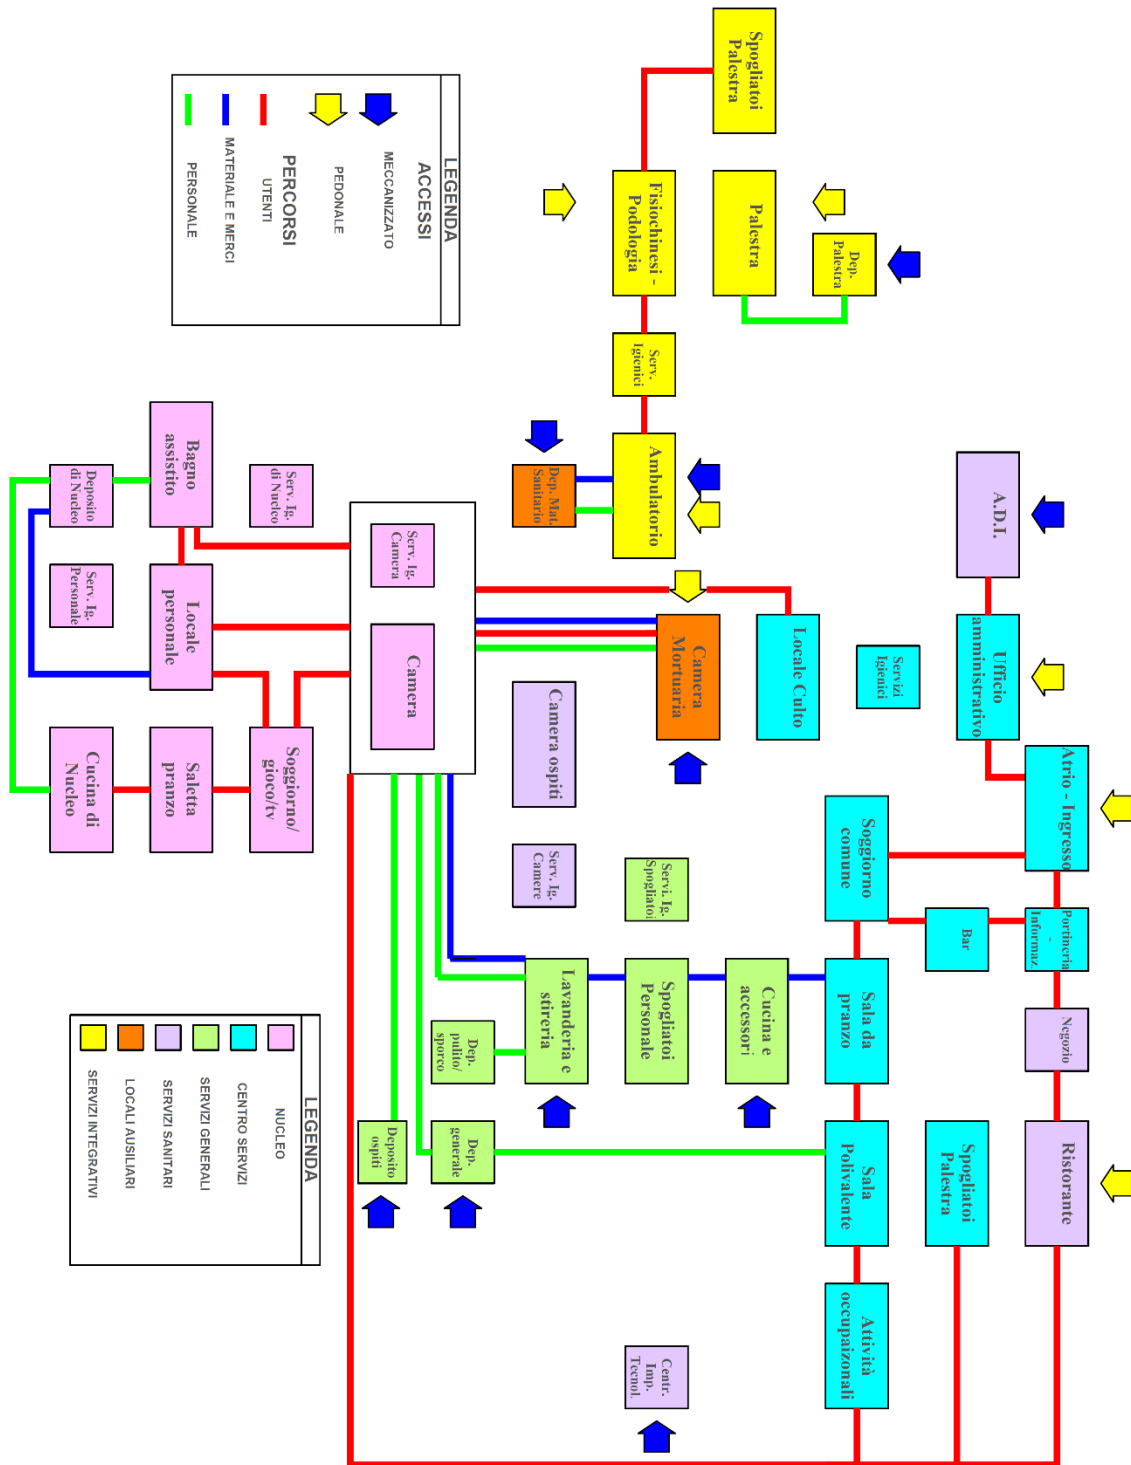 Atrio - Ingresso
Portineria
-
Informaz.
Negozio
Ristorante
A.D.I.
Ufficio
amministrativo
Bar
Spogliatoi
Palestra
Servizi
Igienici
Dep.
Palestra
Soggiorno
comune
Sala da
pranzo
Sala
Polivalente
Attività
occupaizonali
Locale Culto
Cucina e
accessori
Spogliatoi
Palestra
Palestra
Camera
Mortuaria
Servi. Ig.
Spogliatoi
Spogliatoi
Personale
Centr.
Imp.
Tecnol.
Fisiochinesi -
Podologia
Serv.
Igienici
Ambulatorio
Dep. Mat.
Sanitario
Camera ospiti
Serv. Ig.
Camere
Lavanderia e
stireria
Dep.
pulito/
sporco
Dep.
generale
Serv. Ig.
Camera
Camera
Deposito
ospiti
Serv. Ig.
di Nucleo
Soggiorno/
gioco/tv
Bagno
assistito
Locale
personale
Saletta
pranzo
Deposito
di Nucleo
Serv. Ig.
Personale
Cucina di
Nucleo
LEGENDA
ACCESSI
MECCANIZZATO
PEDONALE
PERCORSI
UTENTI
MATERIALE E MERCI
PERSONALE
LEGENDA
NUCLEO
CENTRO SERVIZI
SERVIZI GENERALI
SERVIZI SANITARI
LOCALI AUSILIARI
SERVIZI INTEGRATIVI